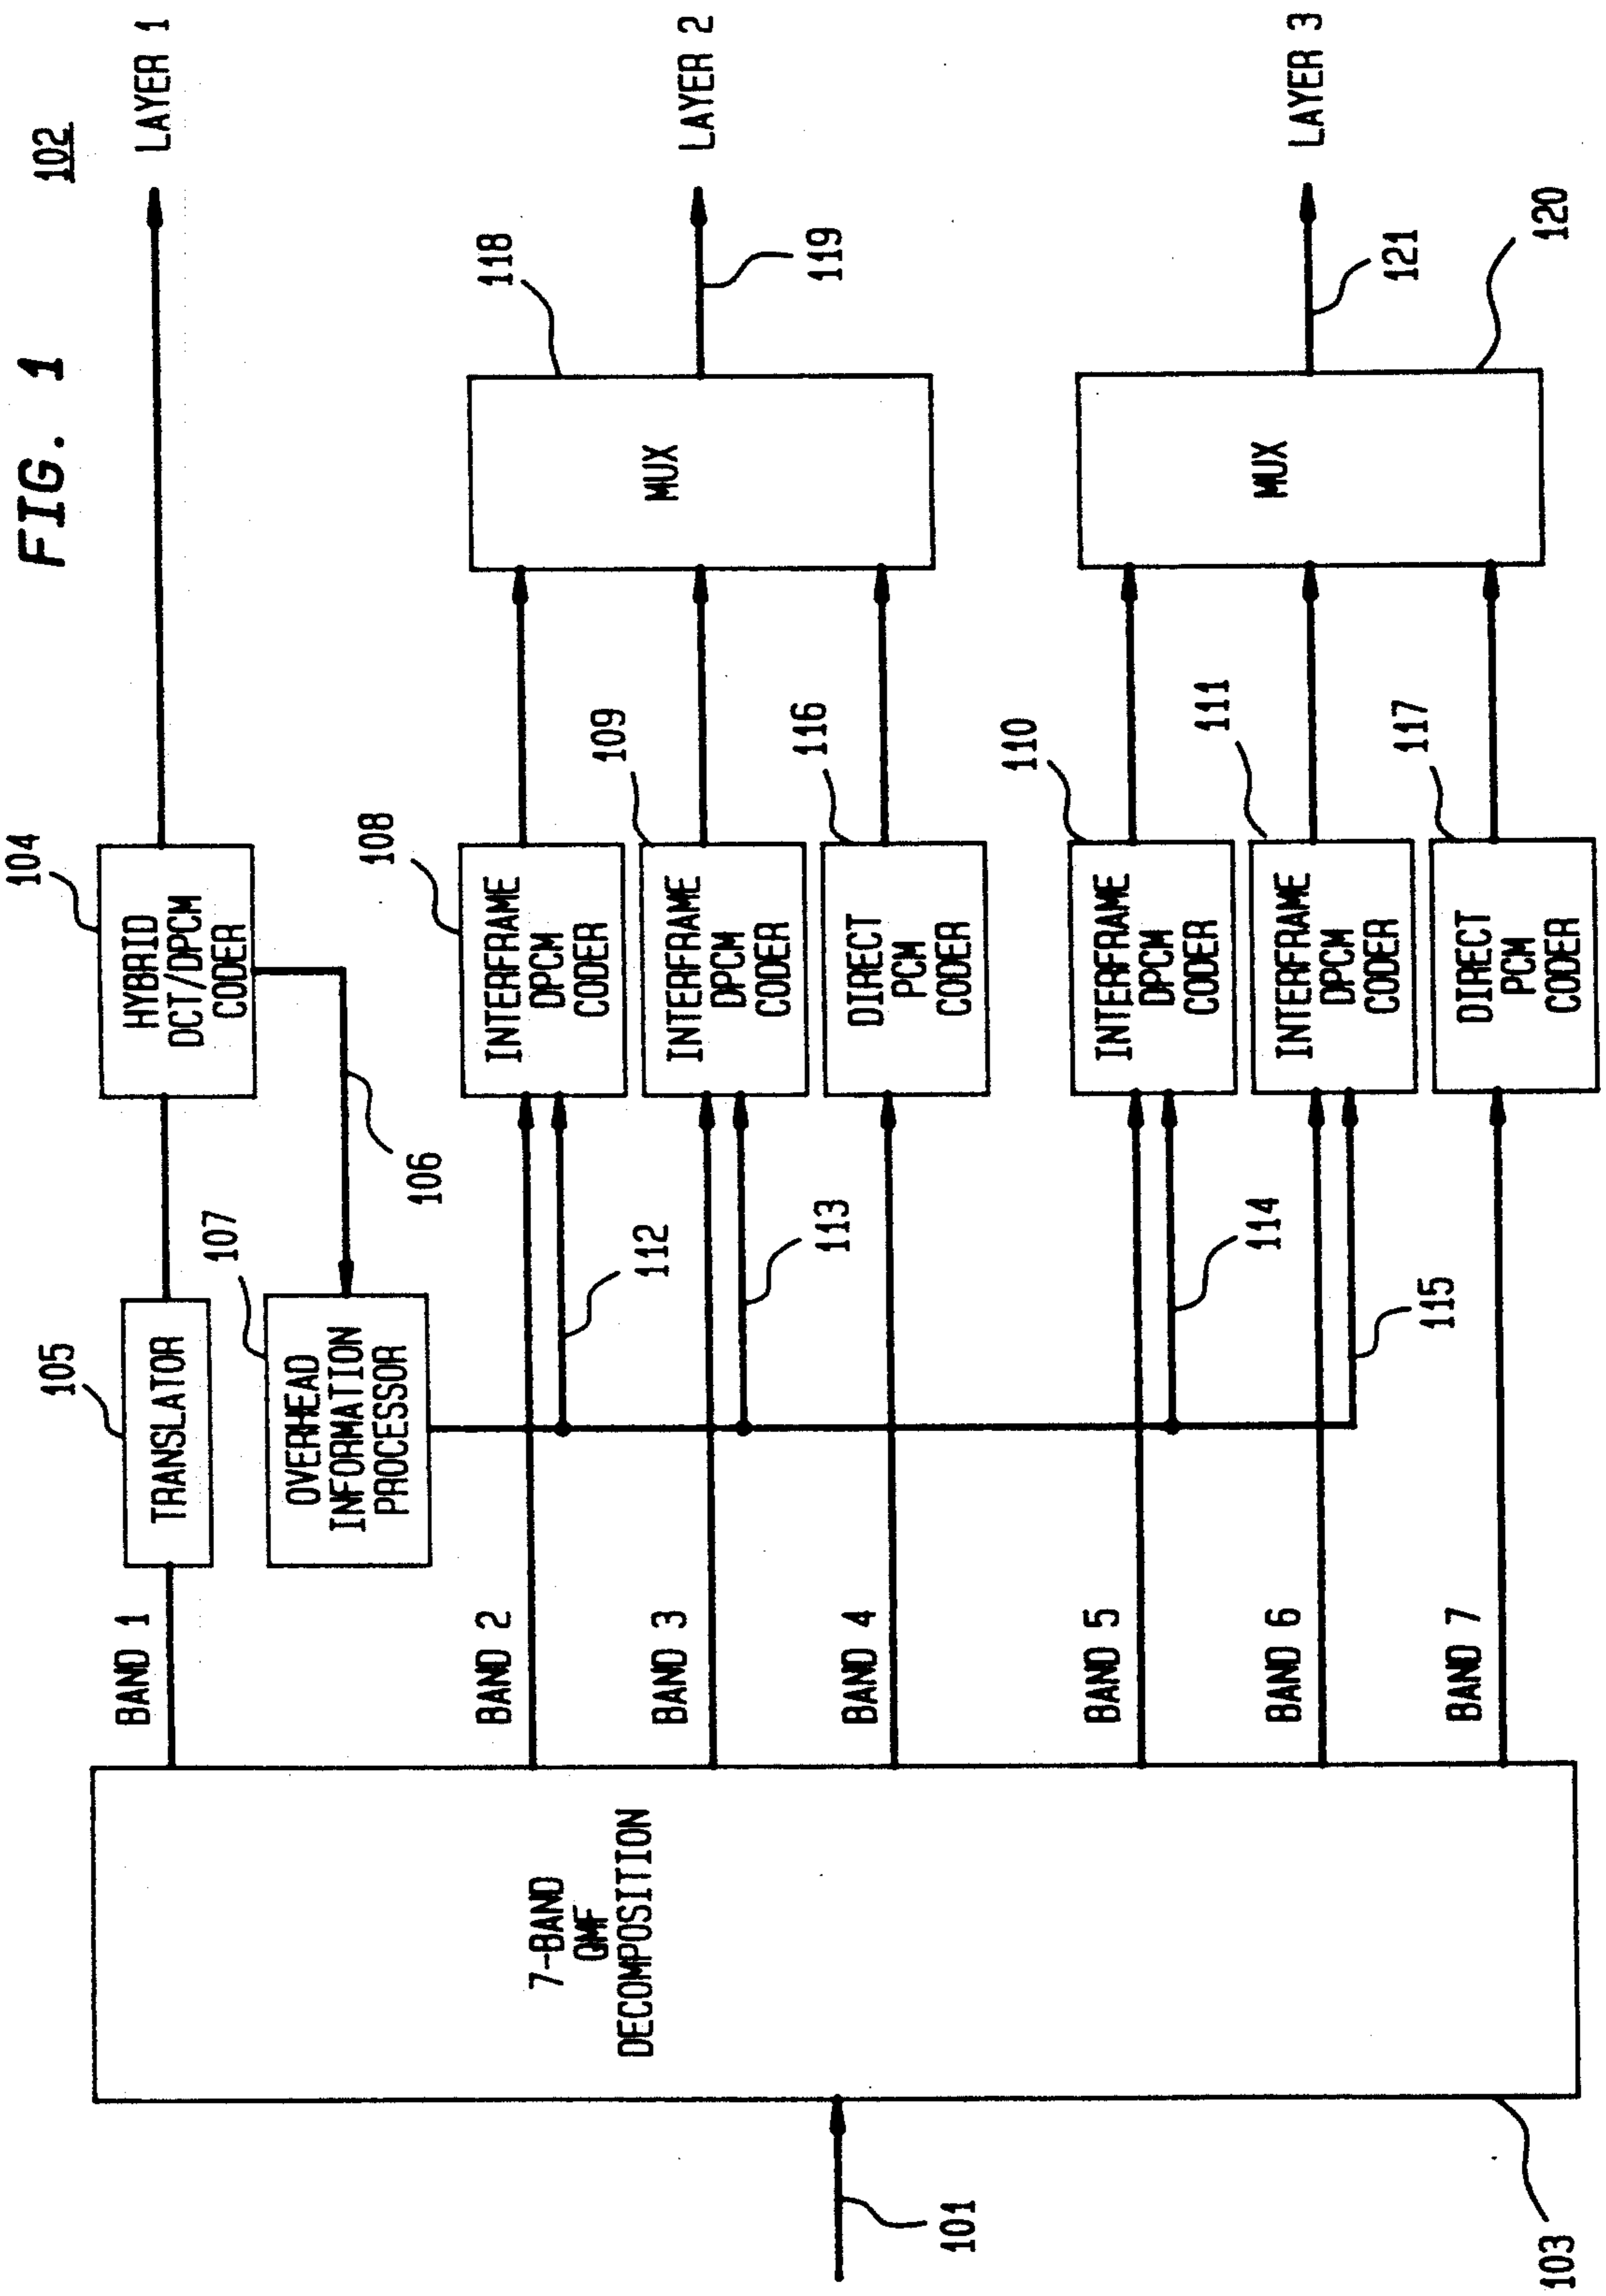 FIG. 1
102
LAYER 1
LAYER 2
LAYER 3
104
HYBRID
DCT/DPCM
CODER
105
TRANSLATOR
106
107
OVERHEAD
INFORMATION
PROCESSOR
BAND 1
BAND 2
BAND 3
BAND 4
BAND 5
BAND 6
BAND 7
108
INTERFRAME
DPCM
CODER
109
INTERFRAME
DPCM
CODER
116
DIRECT
PCM
CODER
110
INTERFRAME
DPCM
CODER
111
INTERFRAME
DPCM
CODER
117
DIRECT
PCM
CODER
112
113
114
115
118
MUX
119
120
MUX
121
7-BAND
QMF
DECOMPOSITION
101
103